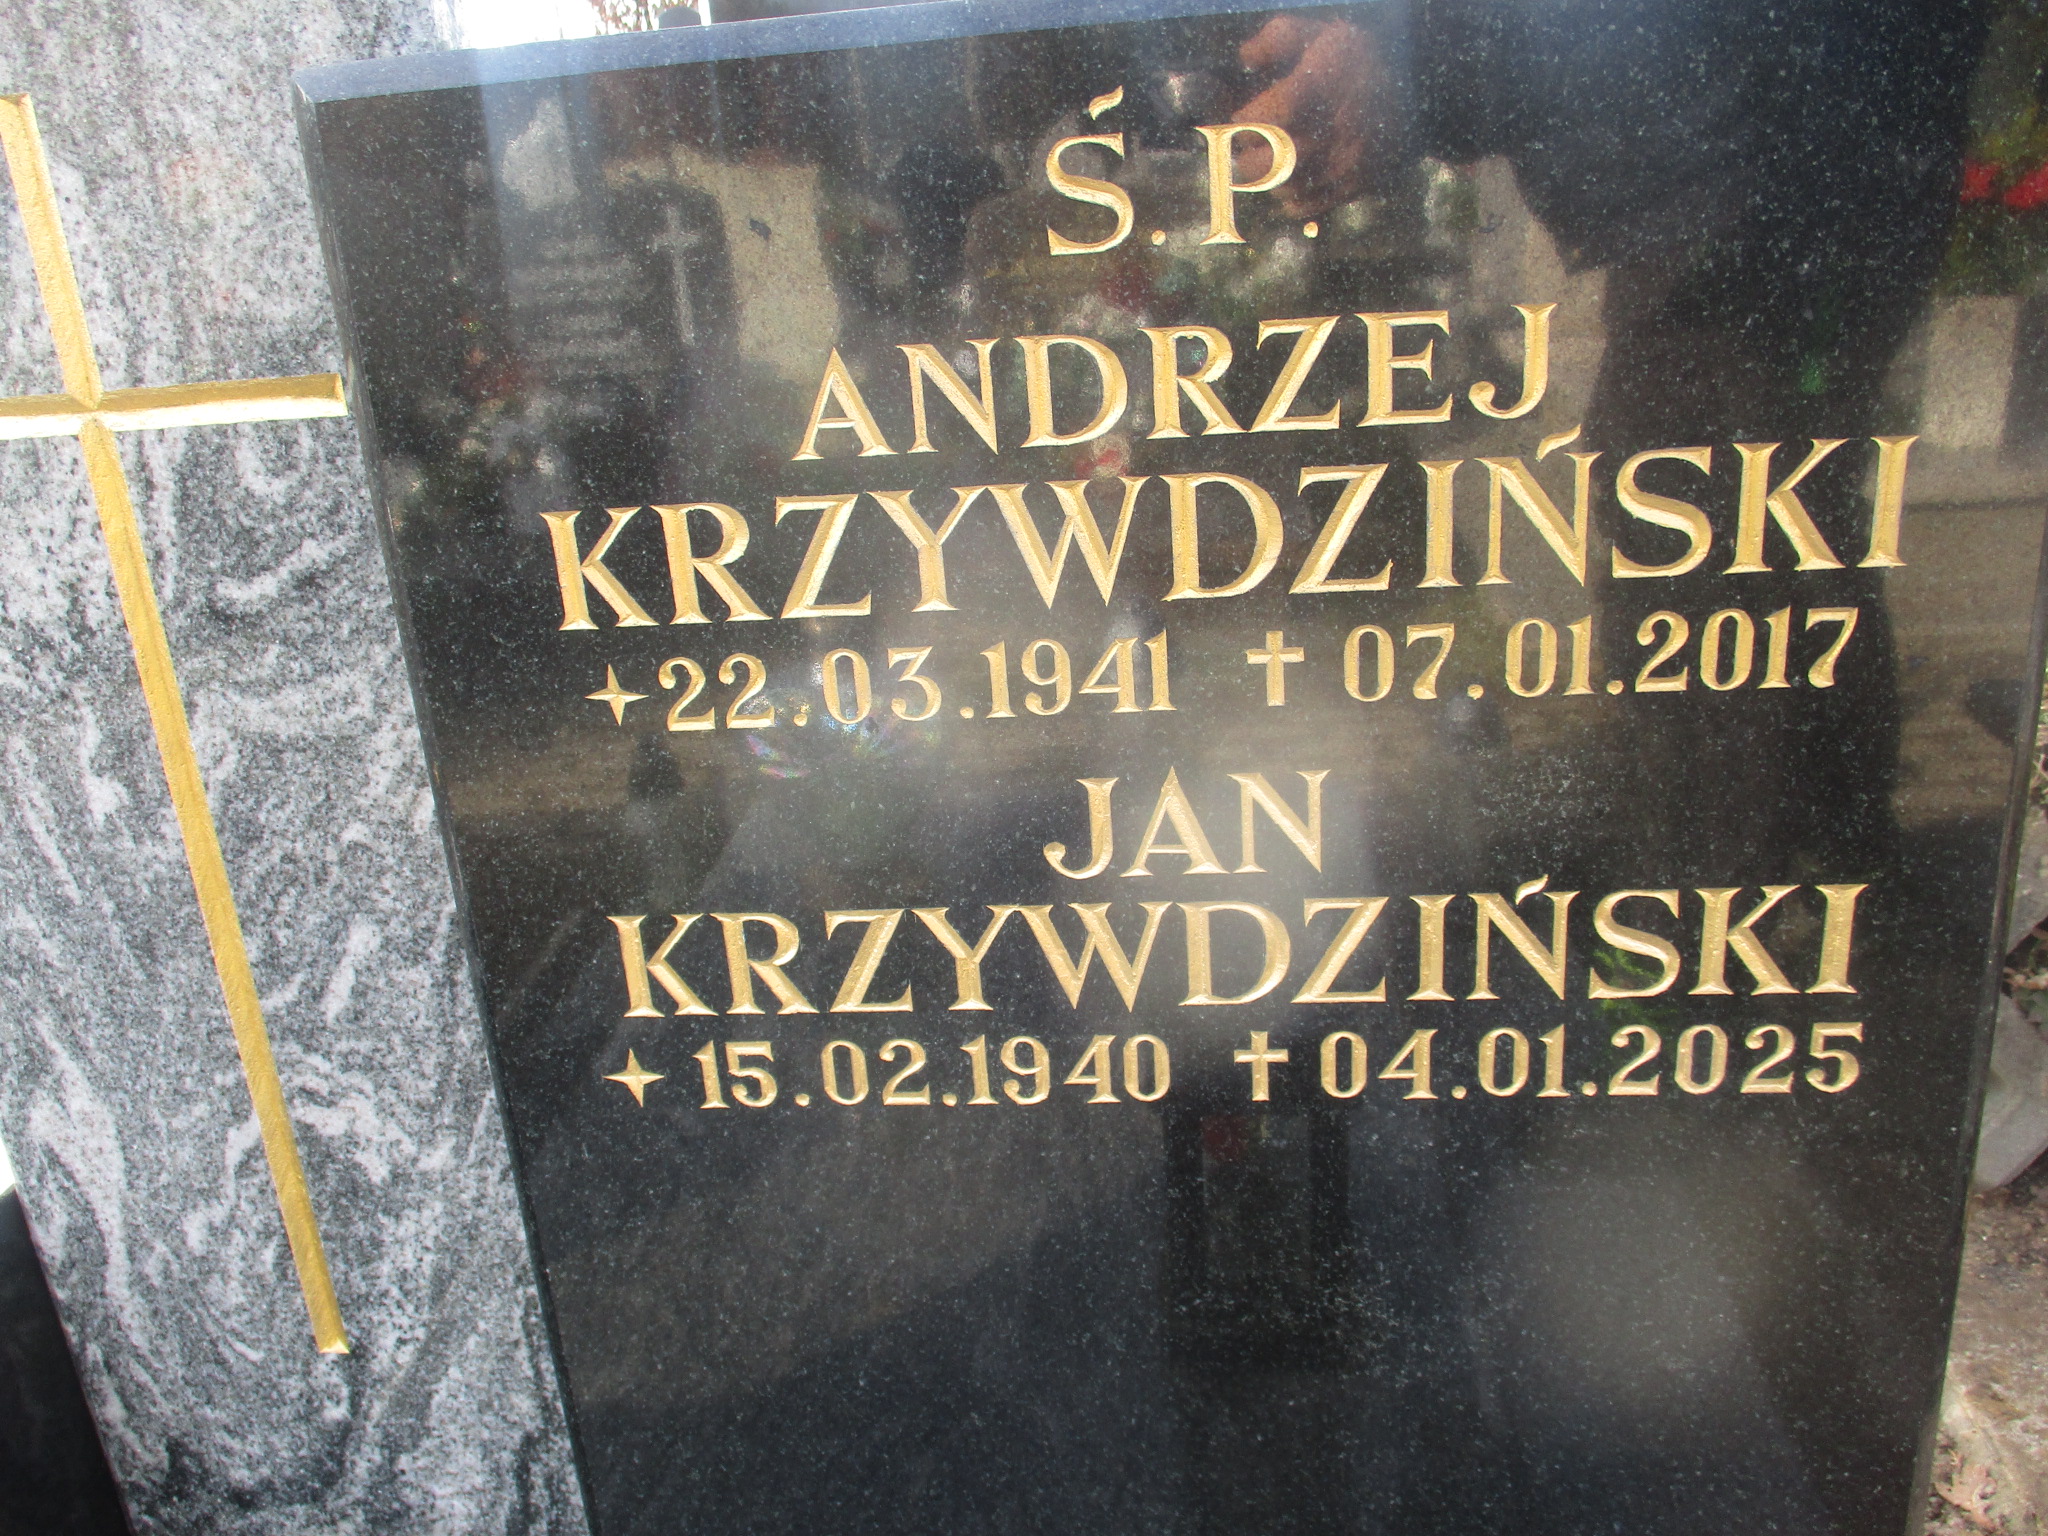 Ś.P.
ANDRZEJ
KRZYWDZIŃSKI
✦22.03.1941 ✝07.01.2017
JAN
KRZYWDZIŃSKI
✦15.02.1940 ✝04.01.2025